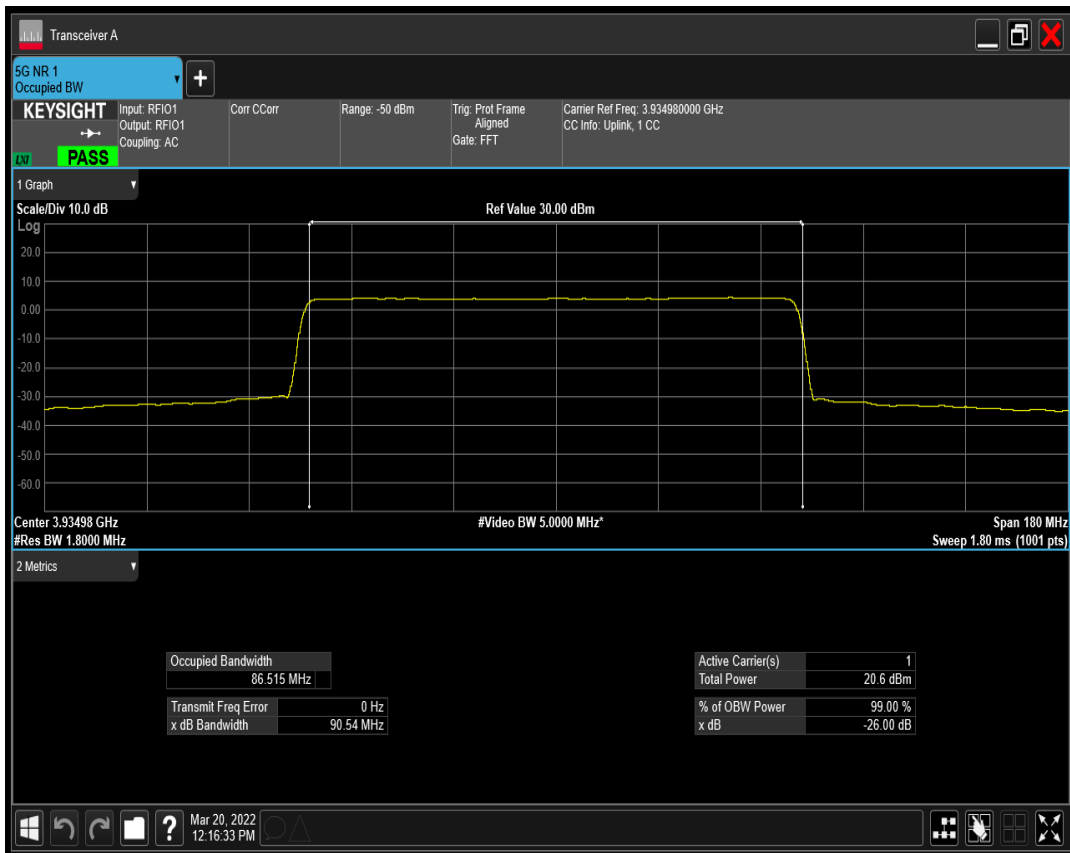 Transceiver A
5G NR 1
Occupied BW
KEYSIGHT
LXI
PASS
Input: RFIO1
Output: RFIO1
Coupling: AC
Corr CCorr
Range: -50 dBm
Trig: Prot Frame
Aligned
Gate: FFT
Carrier Ref Freq: 3.934980000 GHz
CC Info: Uplink, 1 CC
1 Graph
Scale/Div 10.0 dB
Ref Value 30.00 dBm
Log
20.0
10.0
0.00
-10.0
-20.0
-30.0
-40.0
-50.0
-60.0
Center 3.93498 GHz
#Video BW 5.0000 MHz*
Span 180 MHz
#Res BW 1.8000 MHz
Sweep 1.80 ms (1001 pts)
2 Metrics
Occupied Bandwidth
86.515 MHz
Transmit Freq Error 0 Hz
x dB Bandwidth 90.54 MHz
Active Carrier(s) 1
Total Power 20.6 dBm
% of OBW Power 99.00 %
x dB -26.00 dB
?
Mar 20, 2022
12:16:33 PM